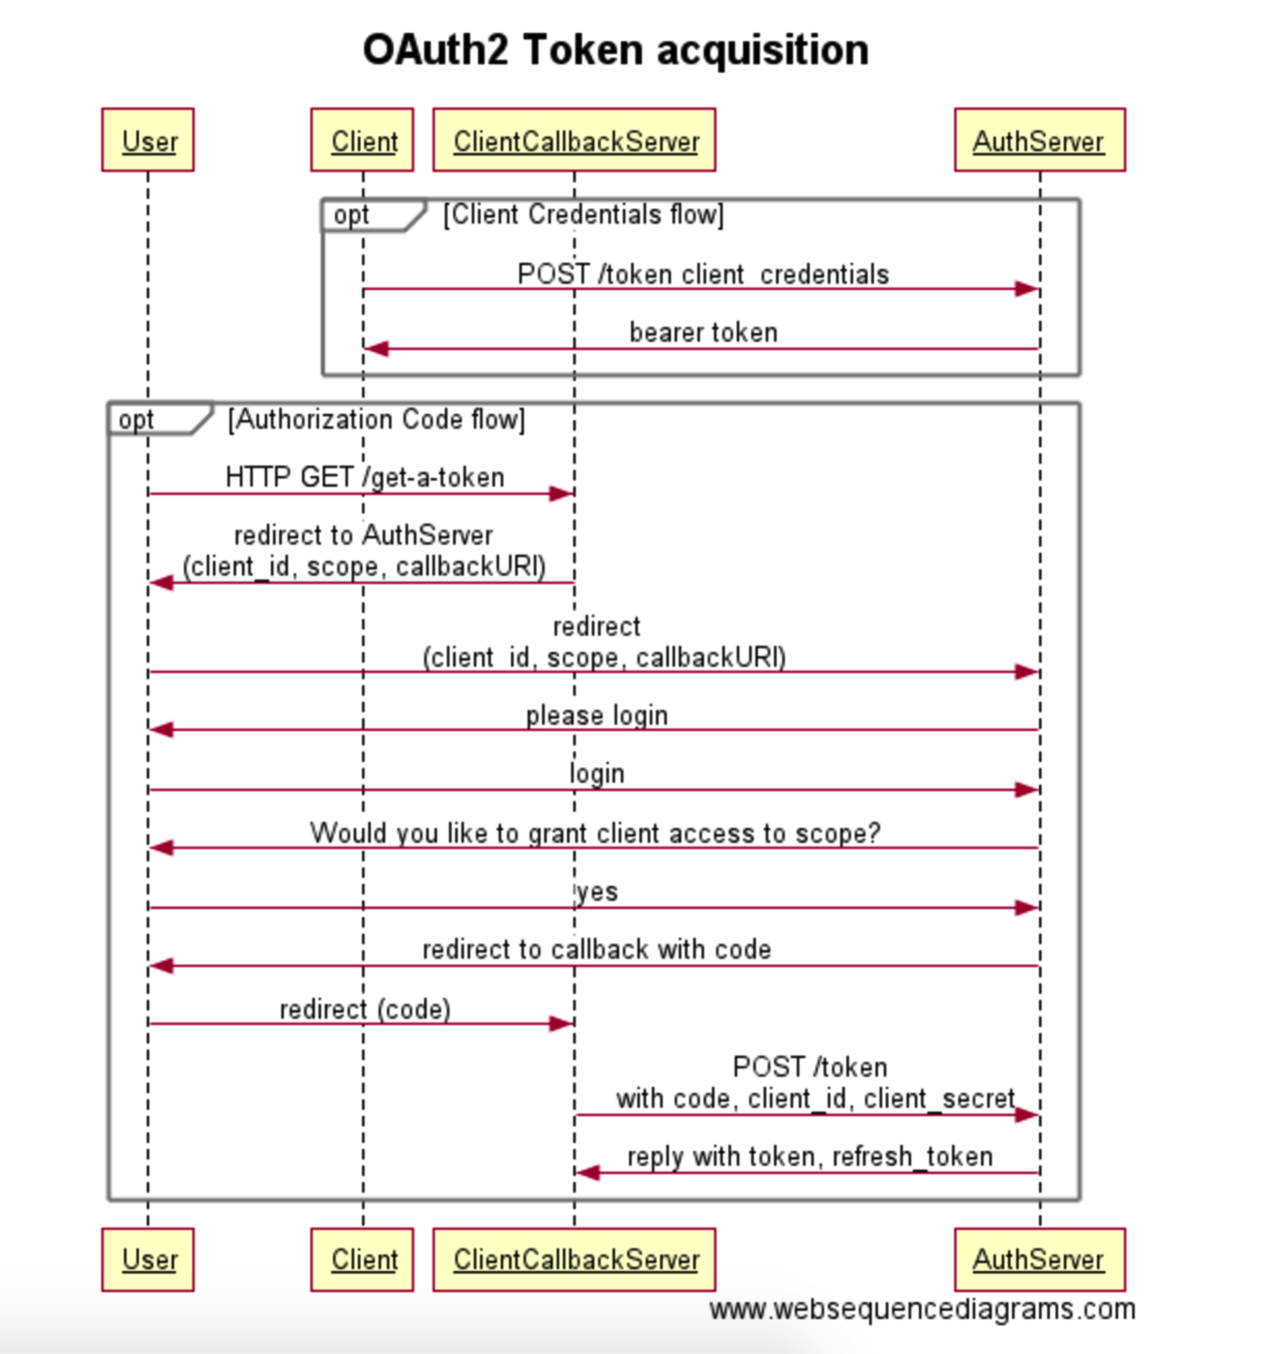 OAuth2 Token acquisition
User Client ClientCallbackServer AuthServer
opt [Client Credentials flow]
POST /token client_credentials
bearer token
opt [Authorization Code flow]
HTTP GET /get-a-token
redirect to AuthServer
(client_id, scope, callbackURI)
redirect
(client_id, scope, callbackURI)
please login
login
Would you like to grant client access to scope?
yes
redirect to callback with code
redirect (code)
POST /token
with code, client_id, client_secret
reply with token, refresh_token
User Client ClientCallbackServer AuthServer
www.websequencediagrams.com